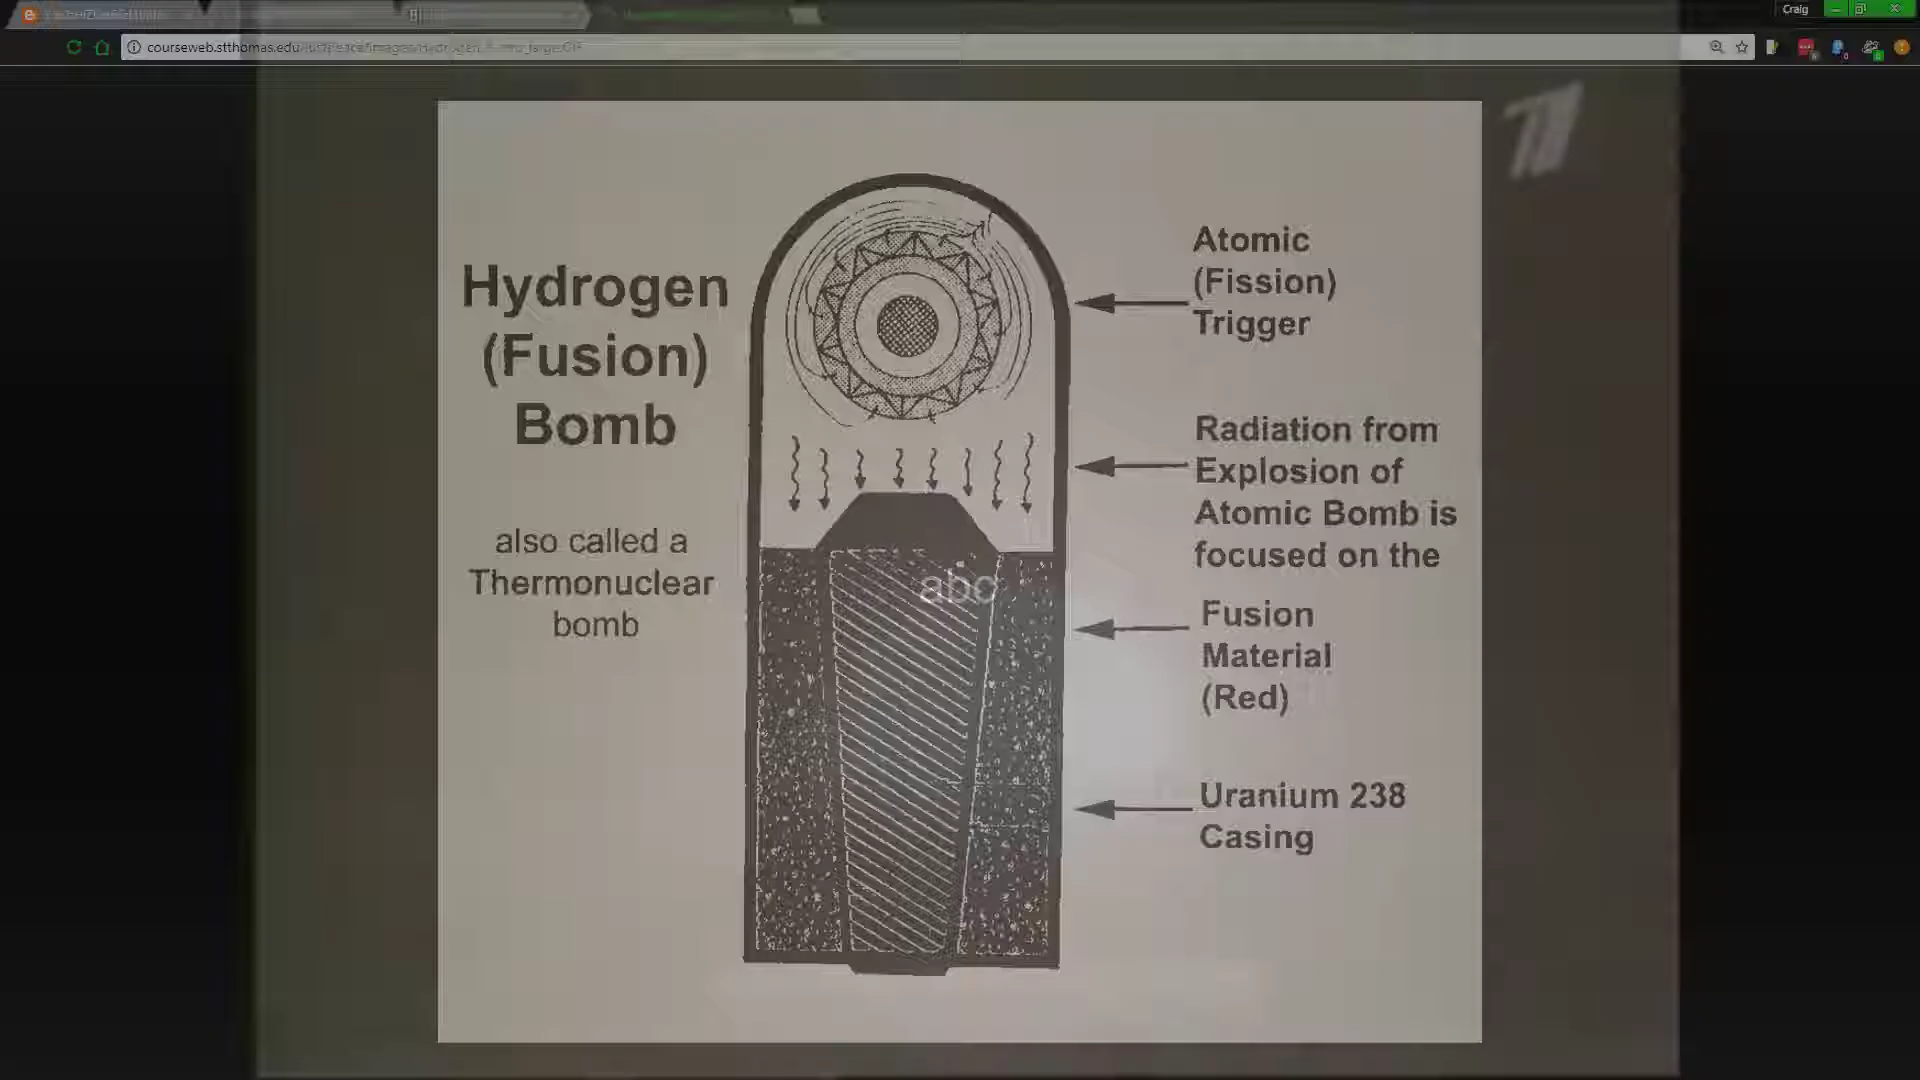 Craig
courseweb.stthomas.edu
Hydrogen
(Fusion)
Bomb
also called a
Thermonuclear
bomb
Atomic
(Fission)
Trigger
Radiation from
Explosion of
Atomic Bomb is
focused on the
abc
Fusion
Material
(Red)
Uranium 238
Casing